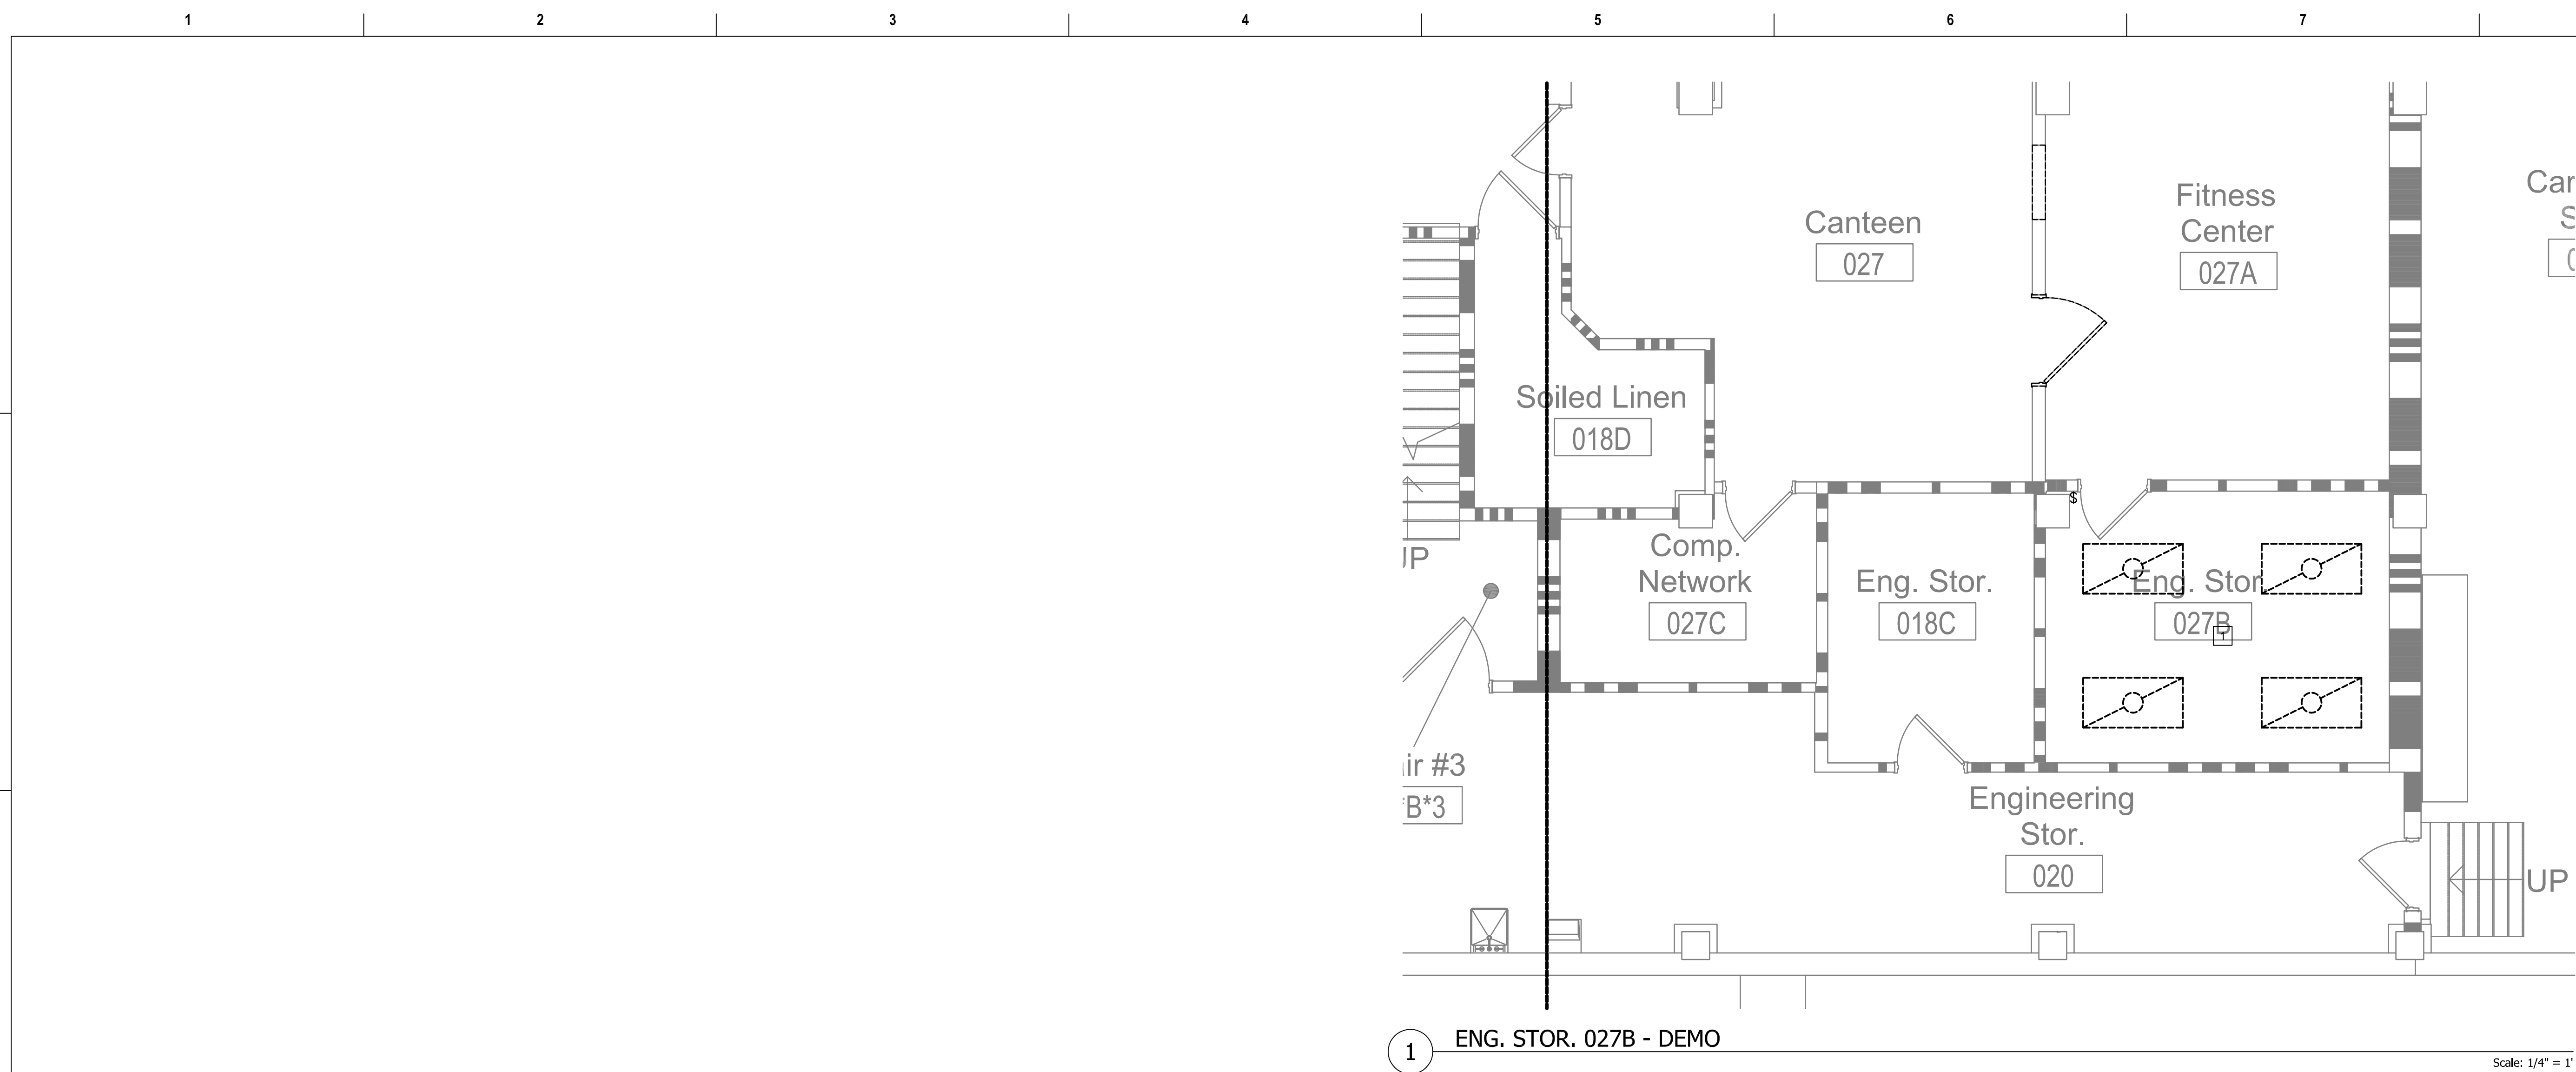 1 2 3 4 5 6 7
Canteen
027
Fitness
Center
027A
Soiled Linen
018D
$
UP
Comp.
Network
027C
Eng. Stor.
018C
Eng. Stor.
027B
1
#3
B*3
Engineering
Stor.
020
UP
1
ENG. STOR. 027B - DEMO
Scale: 1/4" = 1'